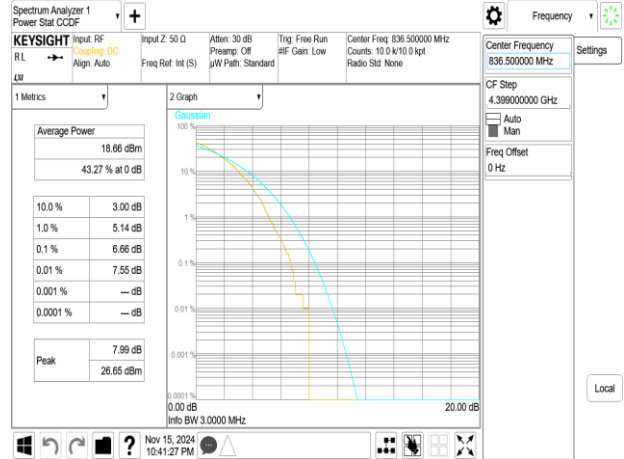 Spectrum Analyzer 1
Power Stat CCDF
KEYSIGHT
RL
LXI
Input: RF
Coupling: DC
Align: Auto
Input Z: 50 Ω
Freq Ref: Int (S)
Atten: 30 dB
Preamp: Off
µW Path: Standard
Trig: Free Run
#IF Gain: Low
Center Freq: 836.500000 MHz
Counts: 10.0 k/10.0 kpt
Radio Std: None
1 Metrics
Average Power
18.66 dBm
43.27 % at 0 dB
10.0 % 3.00 dB
1.0 % 5.14 dB
0.1 % 6.66 dB
0.01 % 7.55 dB
0.001 % — dB
0.0001 % — dB
Peak
7.99 dB
26.65 dBm
2 Graph
Gaussian
100 %
10 %
1 %
0.1 %
0.01 %
0.001 %
0.0001 %
0.00 dB
20.00 dB
Info BW 3.0000 MHz
Nov 15, 2024
10:41:27 PM
Frequency
Center Frequency
836.500000 MHz
Settings
CF Step
4.399000000 GHz
Auto
Man
Freq Offset
0 Hz
Local